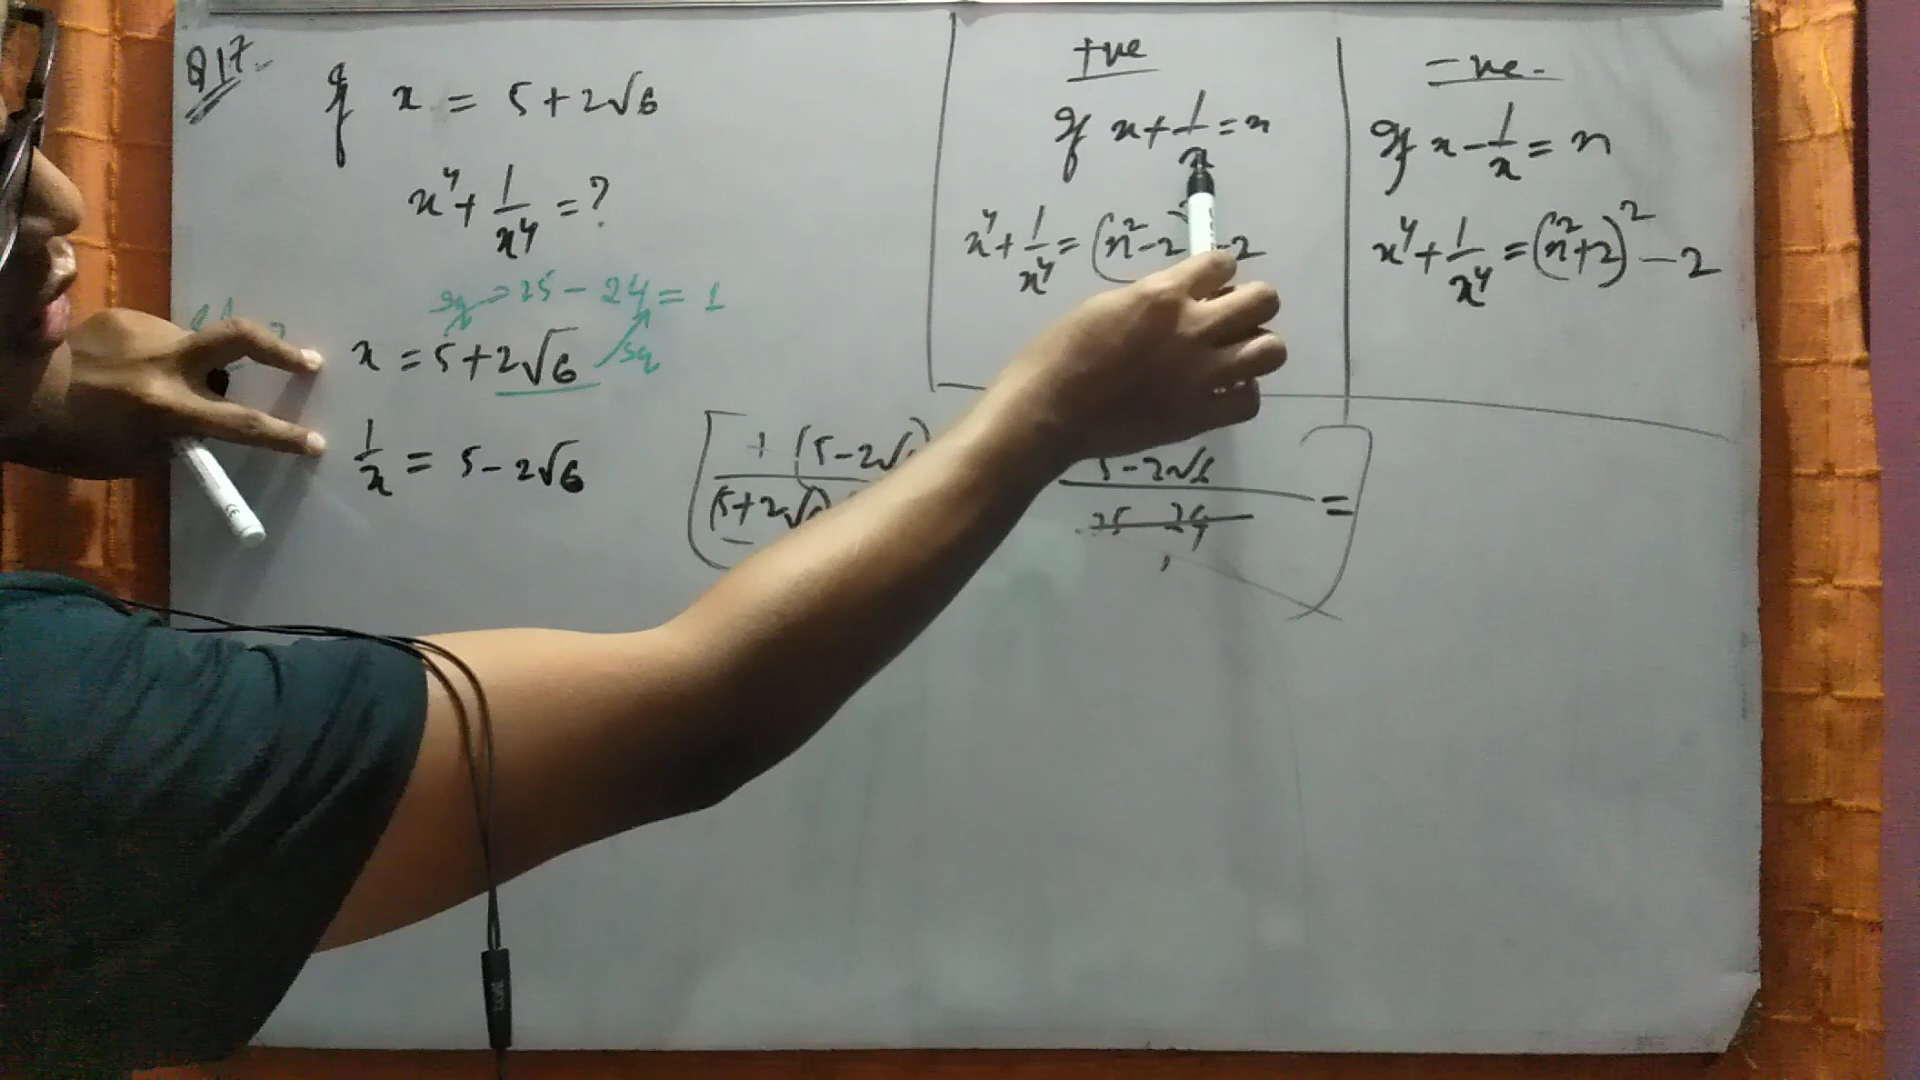 Q17.
If x = 5+2√6
x⁴ + 1/x⁴ = ?
sq → 25 - 24 = 1
x = 5+2√6 sq
1/x = 5-2√6
+ve
If x + 1/x = n
x⁴ + 1/x⁴ = (n²-2 -2
-ve.
If x - 1/x = n
x⁴ + 1/x⁴ = (n²+2)² - 2
1 (5-2√
(5+2√
5-2√6
25-24
=
1